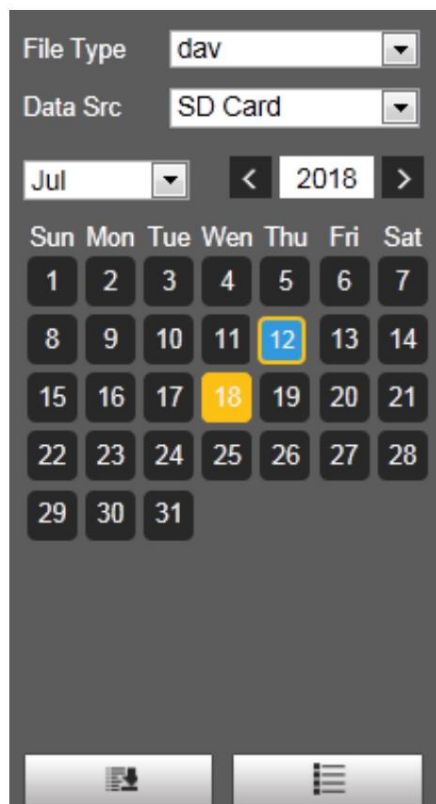 File Type dav
Data Src SD Card
Jul 2018
Sun Mon Tue Wen Thu Fri Sat
1 2 3 4 5 6 7
8 9 10 11 12 13 14
15 16 17 18 19 20 21
22 23 24 25 26 27 28
29 30 31